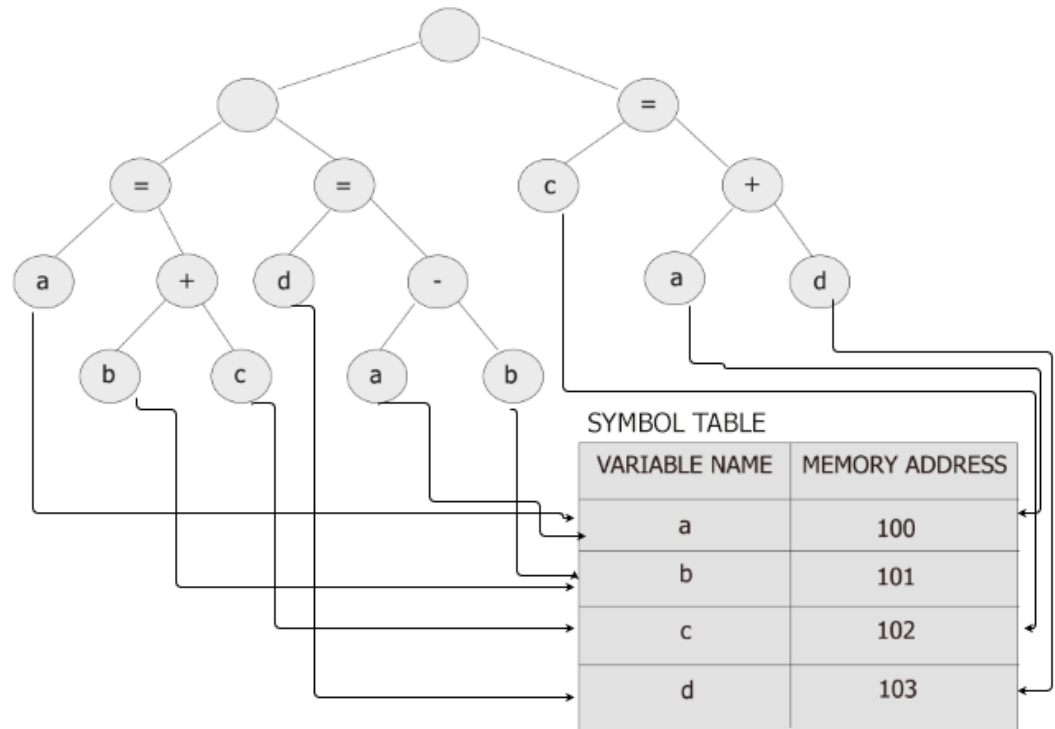 =
= = c +
a + d - a d
b c a b
SYMBOL TABLE
VARIABLE NAME MEMORY ADDRESS
a 100
b 101
c 102
d 103